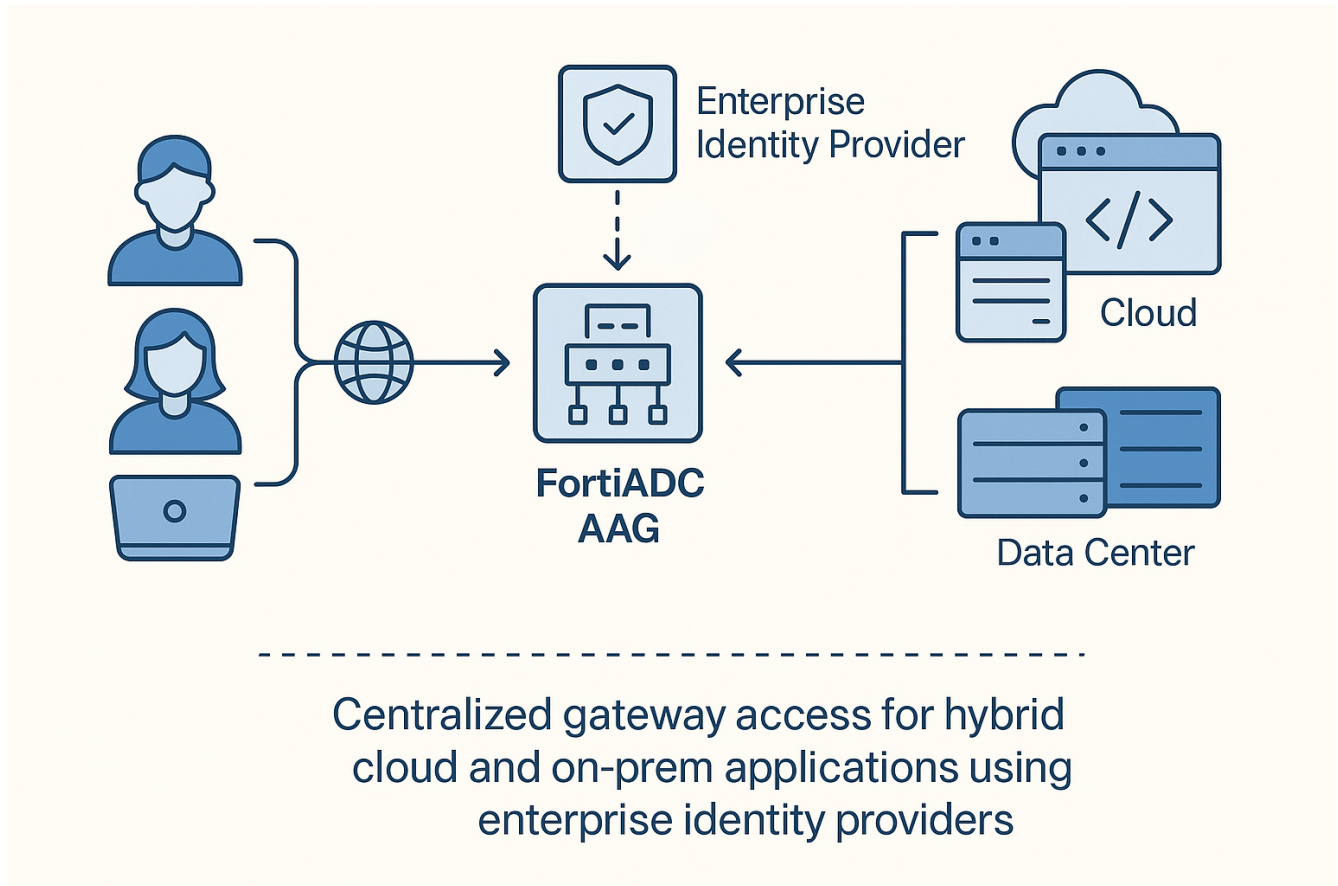 Enterprise
Identity Provider
</>
Cloud
FortiADC
AAG
Data Center
Centralized gateway access for hybrid
cloud and on-prem applications using
enterprise identity providers